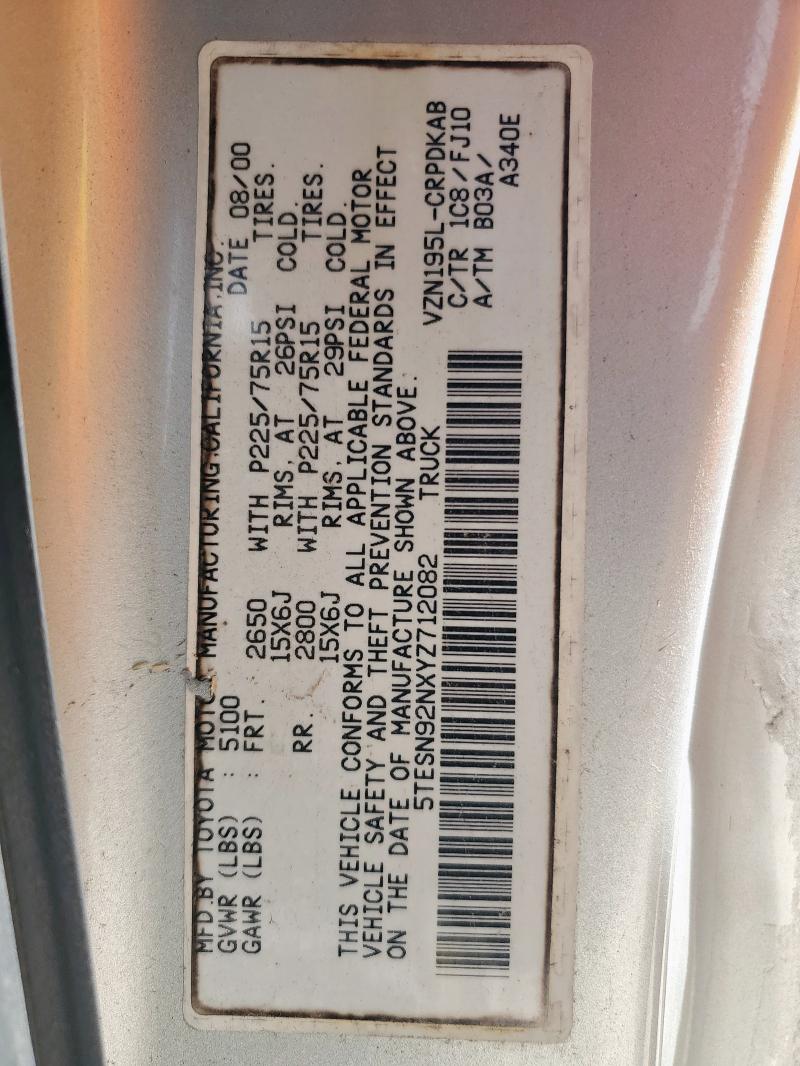 MFD.BY TOYOTA MOTOR MANUFACTURING,CALIFORNIA,INC.
GVWR (LBS) : 5100 DATE 08/00
GAWR (LBS) : FRT. 2650 WITH P225/75R15 TIRES.
15X6J RIMS, AT 26PSI COLD.
RR. 2800 WITH P225/75R15 TIRES.
15X6J RIMS, AT 29PSI COLD.
THIS VEHICLE CONFORMS TO ALL APPLICABLE FEDERAL MOTOR
VEHICLE SAFETY AND THEFT PREVENTION STANDARDS IN EFFECT
ON THE DATE OF MANUFACTURE SHOWN ABOVE.
5TESN92NXYZ712082 TRUCK
VZN195L-CRPDKAB
C/TR 1C8/FJ10
A/TM B03A/
A340E